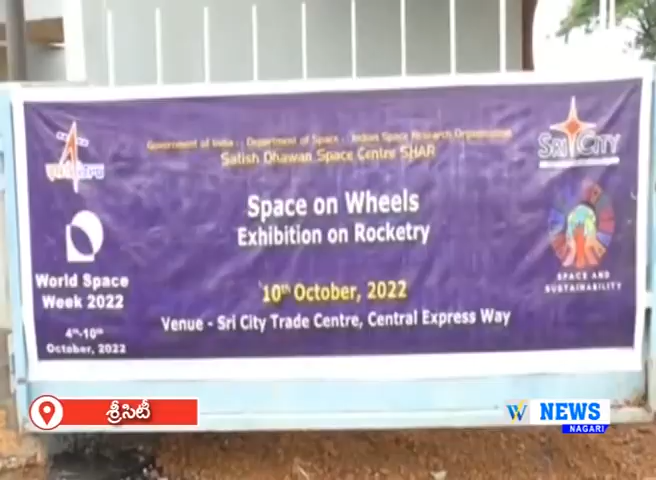 Government of India : Department of Space : Indian Space Research Organisation
Satish Dhawan Space Centre SHAR
SRI CITY
Space on Wheels
Exhibition on Rocketry
World Space
Week 2022
4th-10th
October, 2022
10th October, 2022
Venue - Sri City Trade Centre, Central Express Way
SPACE AND
SUSTAINABILITY
శ్రీసిటీ
W NEWS
NAGARI